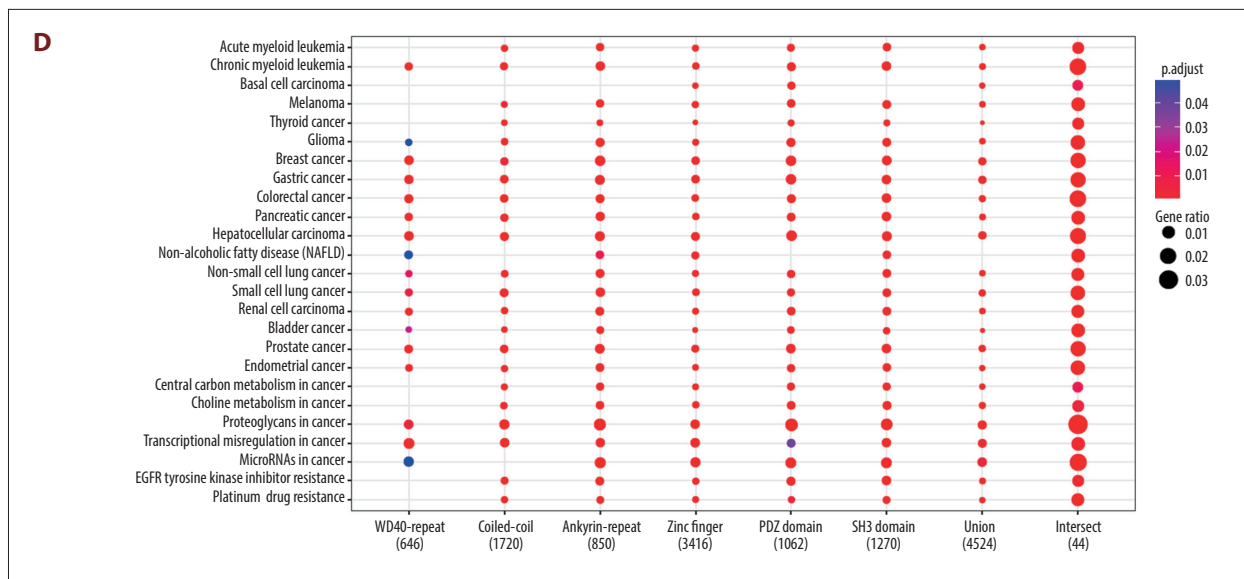 D
Acute myeloid leukemia
Chronic myeloid leukemia
Basal cell carcinoma
Melanoma
Thyroid cancer
Glioma
Breast cancer
Gastric cancer
Colorectal cancer
Pancreatic cancer
Hepatocellular carcinoma
Non-alcoholic fatty disease (NAFLD)
Non-small cell lung cancer
Small cell lung cancer
Renal cell carcinoma
Bladder cancer
Prostate cancer
Endometrial cancer
Central carbon metabolism in cancer
Choline metabolism in cancer
Proteoglycans in cancer
Transcriptional misregulation in cancer
MicroRNAs in cancer
EGFR tyrosine kinase inhibitor resistance
Platinum drug resistance
WD40-repeat Coiled-coil Ankyrin-repeat Zinc finger PDZ domain SH3 domain Union Intersect
(646) (1720) (850) (3416) (1062) (1270) (4524) (44)
p.adjust
0.04
0.03
0.02
0.01
Gene ratio
0.01
0.02
0.03